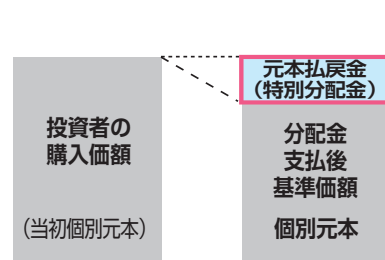 投資者の
購入価額
(当初個別元本)
元本払戻金
(特別分配金)
分配金
支払後
基準価額
個別元本